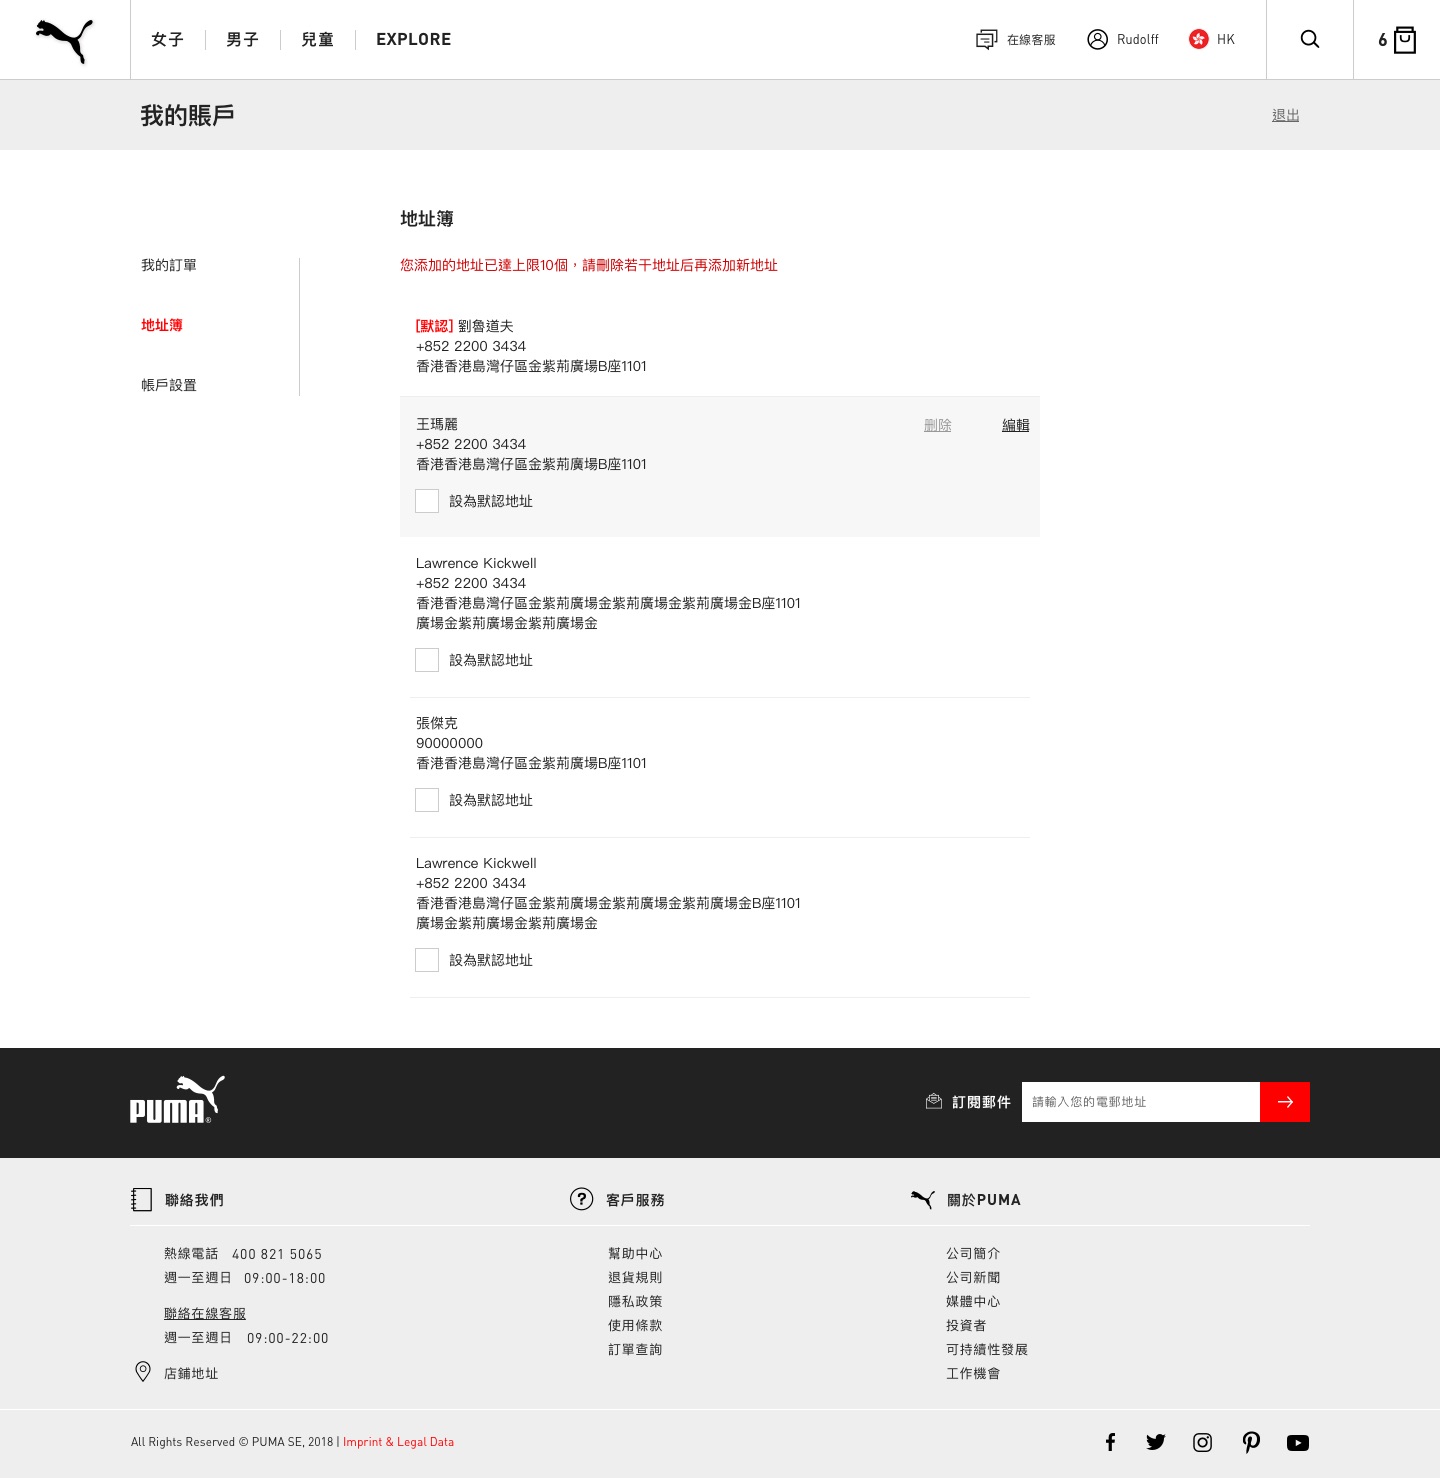 女子
男子
兒童
EXPLORE
在線客服
Rudolff
HK
6
我的賬戶
退出
地址簿
我的訂單
您添加的地址已達上限10個，請刪除若干地址后再添加新地址
地址簿
帳戶設置
[默認] 劉魯道夫
+852 2200 3434
香港香港島灣仔區金紫荊廣場B座1101
王瑪麗
刪除
編輯
+852 2200 3434
香港香港島灣仔區金紫荊廣場B座1101
設為默認地址
Lawrence Kickwell
+852 2200 3434
香港香港島灣仔區金紫荊廣場金紫荊廣場金紫荊廣場金B座1101
廣場金紫荊廣場金紫荊廣場金
設為默認地址
張傑克
90000000
香港香港島灣仔區金紫荊廣場B座1101
設為默認地址
Lawrence Kickwell
+852 2200 3434
香港香港島灣仔區金紫荊廣場金紫荊廣場金紫荊廣場金B座1101
廣場金紫荊廣場金紫荊廣場金
設為默認地址
PUMA®
訂閱郵件
請輸入您的電郵地址
聯絡我們
熱線電話 400 821 5065
週一至週日 09:00-18:00
聯絡在線客服
週一至週日 09:00-22:00
店鋪地址
客戶服務
幫助中心
退貨規則
隱私政策
使用條款
訂單查詢
關於PUMA
公司簡介
公司新聞
媒體中心
投資者
可持續性發展
工作機會
All Rights Reserved © PUMA SE, 2018 | Imprint & Legal Data